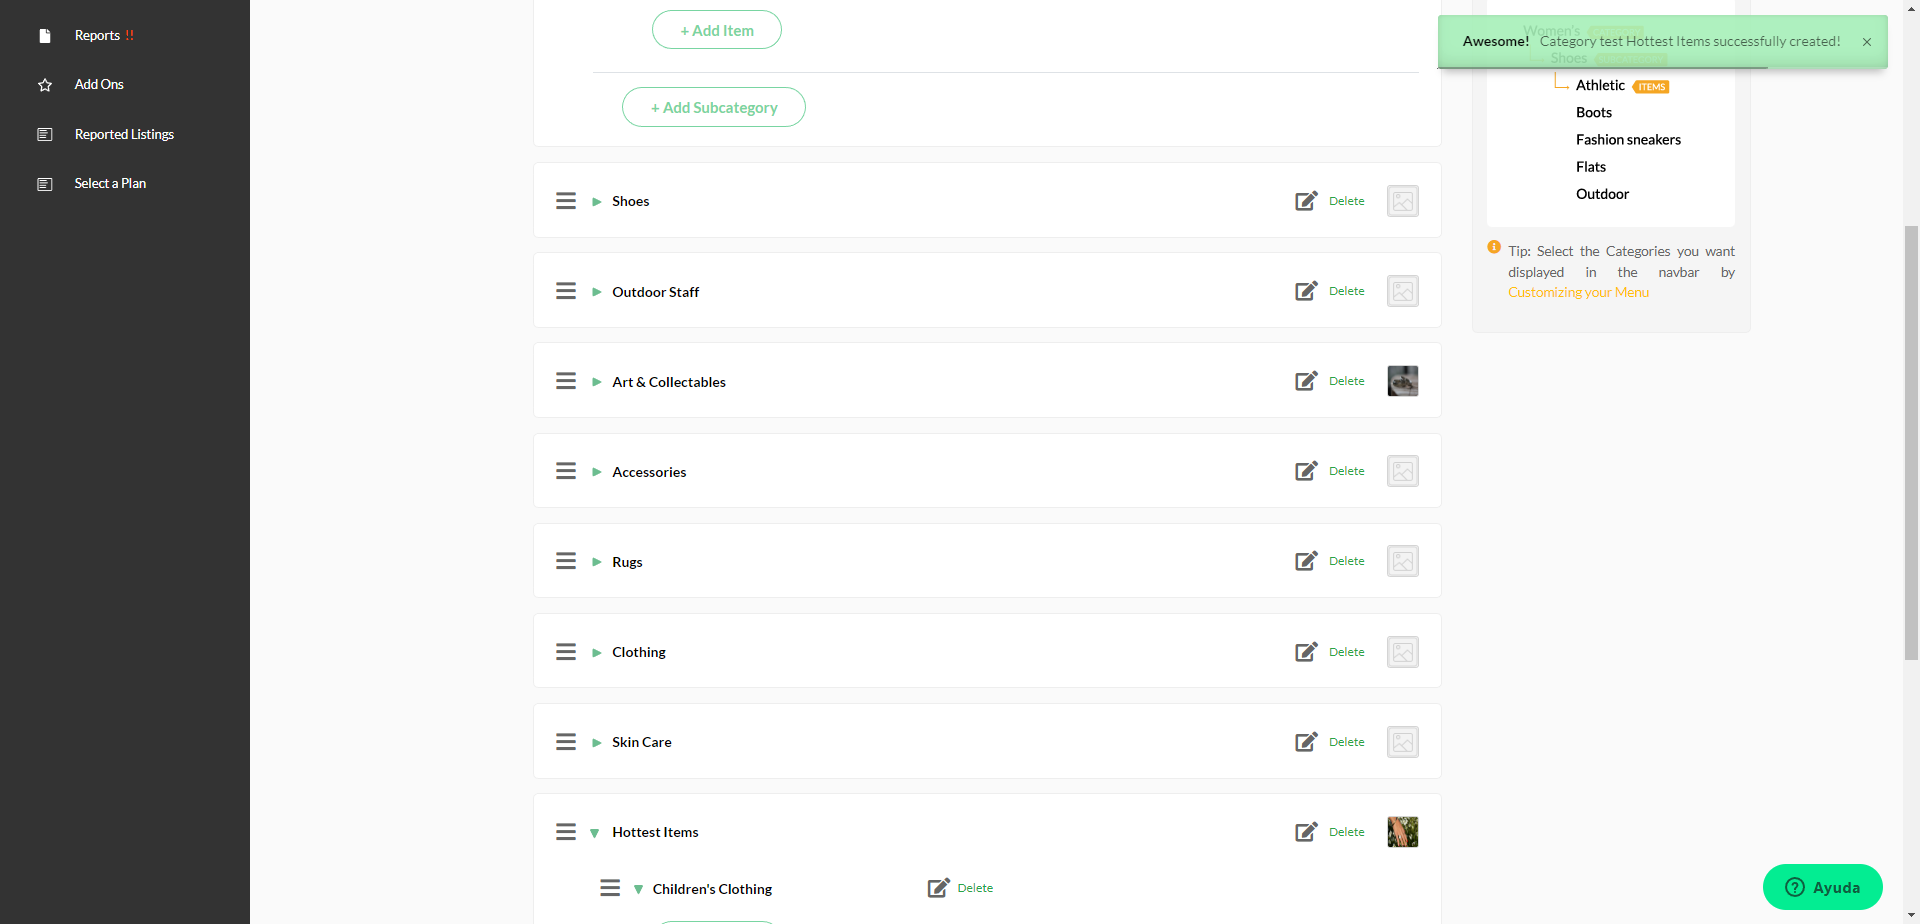 Reports !!
Add Ons
Reported Listings
Select a Plan
+ Add Item
+ Add Subcategory
Shoes
Delete
Outdoor Staff
Delete
Art & Collectables
Delete
Accessories
Delete
Rugs
Delete
Clothing
Delete
Skin Care
Delete
Hottest Items
Delete
Children's Clothing
Delete
Awesome! Category test Hottest Items successfully created! ×
Women's
Shoes
Athletic ITEMS
Boots
Fashion sneakers
Flats
Outdoor
Tip: Select the Categories you want
displayed in the navbar by
Customizing your Menu
Ayuda